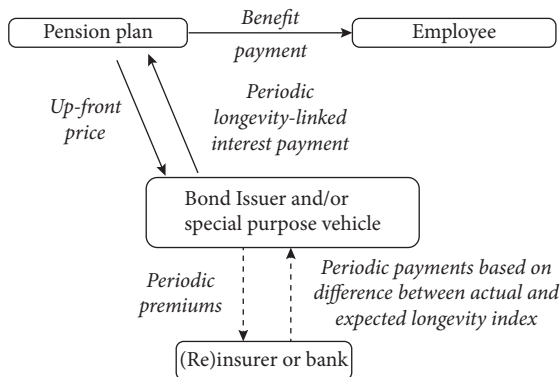 Pension plan
Benefit
payment
Employee
Up-front
price
Periodic
longevity-linked
interest payment
Bond Issuer and/or
special purpose vehicle
Periodic
premiums
Periodic payments based on
difference between actual and
expected longevity index
(Re)insurer or bank